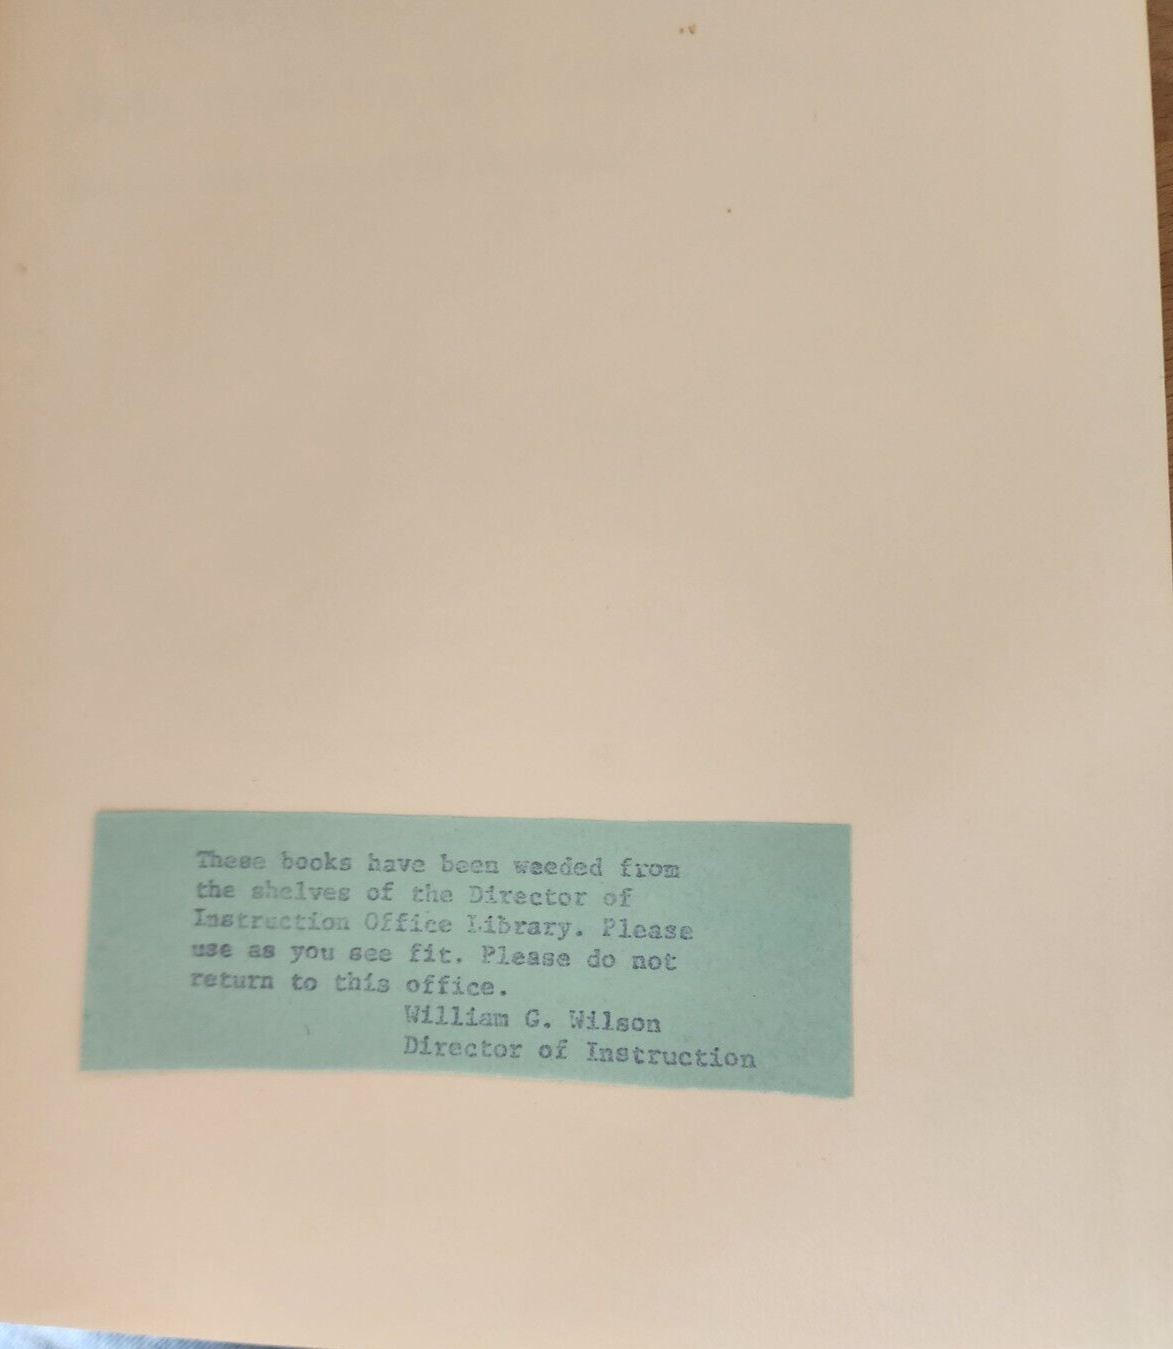 These books have been weeded from
the shelves of the Director of
Instruction Office Library. Please
use as you see fit. Please do not
return to this office.
William G. Wilson
Director of Instruction